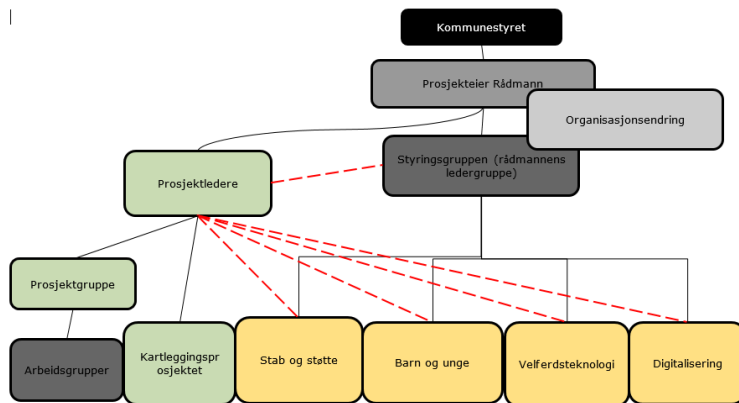 Kommunestyret
Prosjekteier Rådmann
Organisasjonsendring
Styringsgruppen (rådmannens
ledergruppe)
Prosjektledere
Prosjektgruppe
Arbeidsgrupper
Kartleggingspr
osjektet
Stab og støtte
Barn og unge
Velferdsteknologi
Digitalisering